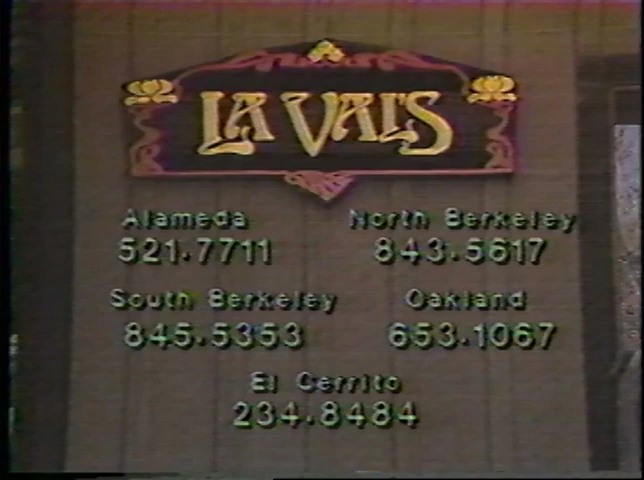 LA VAL'S
Alameda North Berkeley
521.7711 843.5617
South Berkeley Oakland
845.5353 653.1067
El Cerrito
234.8484